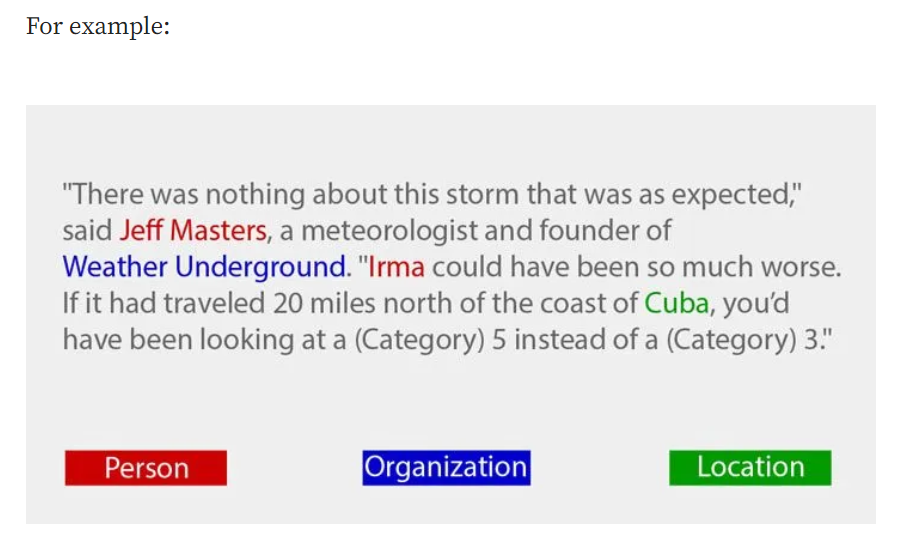 For example:
"There was nothing about this storm that was as expected,"
said Jeff Masters, a meteorologist and founder of
Weather Underground. "Irma could have been so much worse.
If it had traveled 20 miles north of the coast of Cuba, you’d
have been looking at a (Category) 5 instead of a (Category) 3."
Person Organization Location